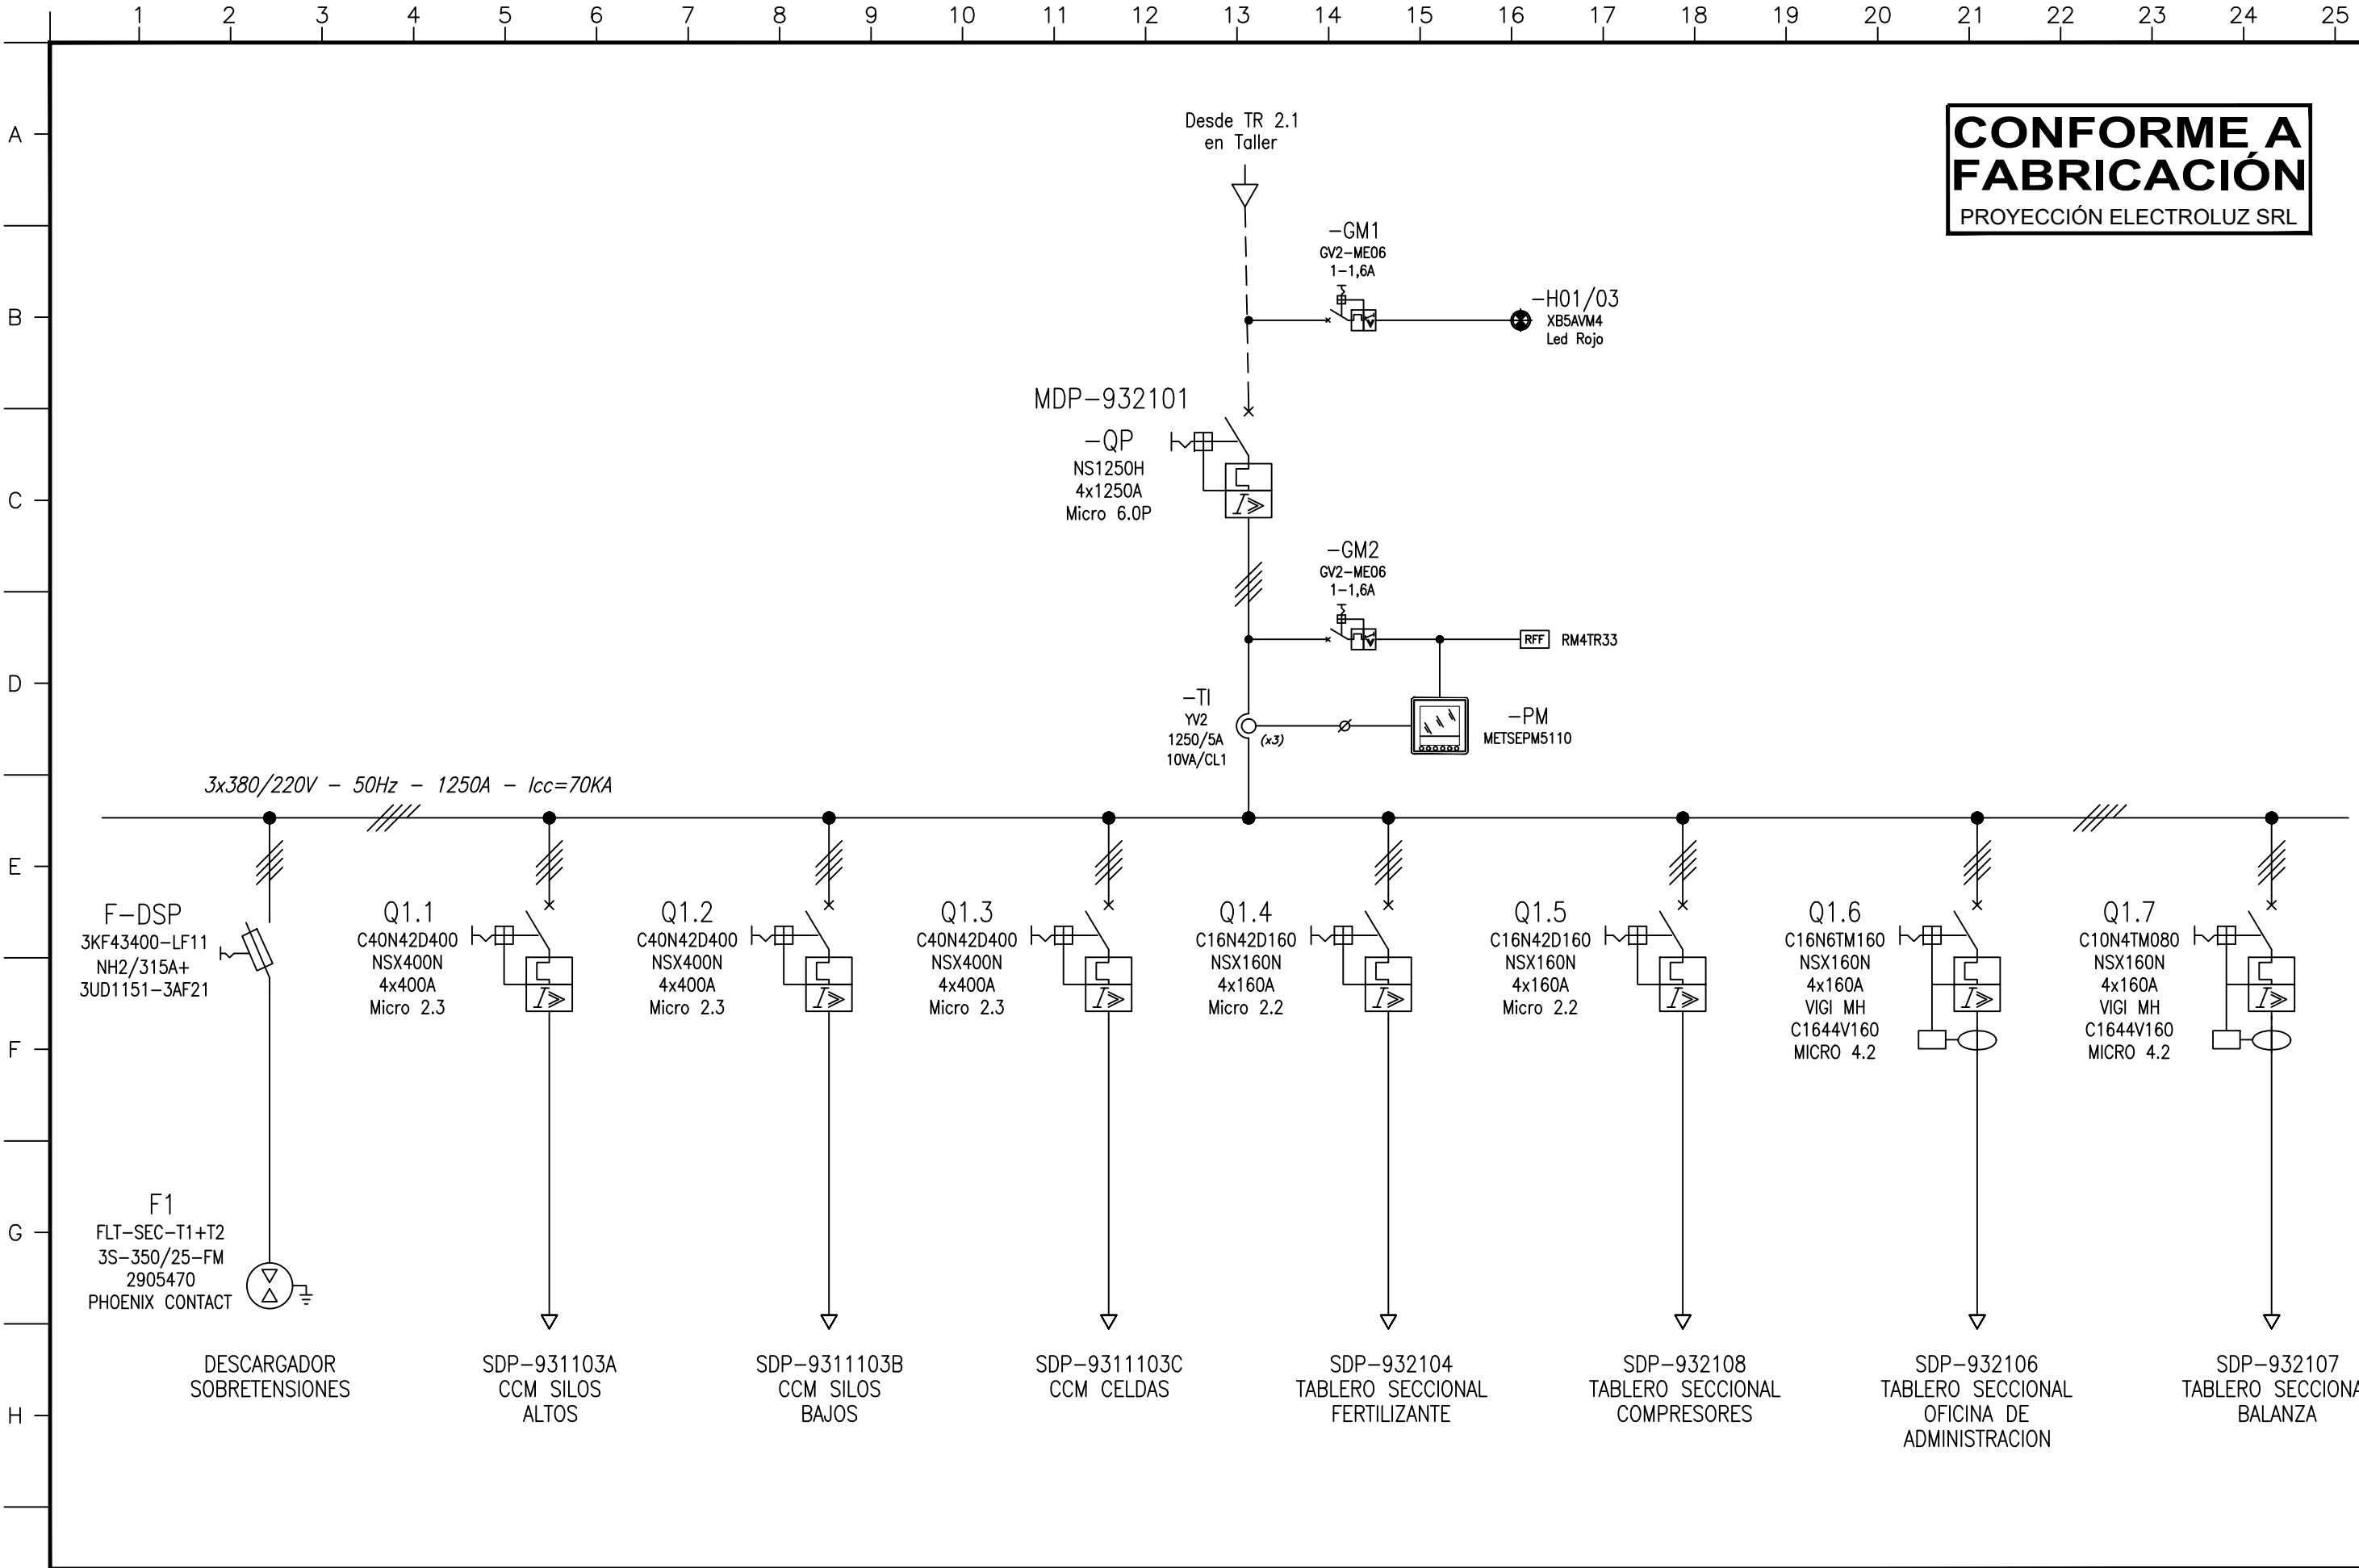 1 2 3 4 5 6 7 8 9 10 11 12 13 14 15 16 17 18 19 20 21 22 23 24 25
A
B
C
D
E
F
G
H
CONFORME A
FABRICACIÓN
PROYECCIÓN ELECTROLUZ SRL
Desde TR 2.1
en Taller
-GM1
GV2-ME06
1-1,6A
-H01/03
XB5AVM4
Led Rojo
MDP-932101
-QP
NS1250H
4x1250A
Micro 6.0P
-GM2
GV2-ME06
1-1,6A
RFF RM4TR33
-TI
YV2
1250/5A
10VA/CL1
(x3)
-PM
METSEPM5110
3x380/220V - 50Hz - 1250A - Icc=70KA
F-DSP
3KF43400-LF11
NH2/315A+
3UD1151-3AF21
Q1.1
C40N42D400
NSX400N
4x400A
Micro 2.3
Q1.2
C40N42D400
NSX400N
4x400A
Micro 2.3
Q1.3
C40N42D400
NSX400N
4x400A
Micro 2.3
Q1.4
C16N42D160
NSX160N
4x160A
Micro 2.2
Q1.5
C16N42D160
NSX160N
4x160A
Micro 2.2
Q1.6
C16N6TM160
NSX160N
4x160A
VIGI MH
C1644V160
MICRO 4.2
Q1.7
C10N4TM080
NSX160N
4x160A
VIGI MH
C1644V160
MICRO 4.2
F1
FLT-SEC-T1+T2
3S-350/25-FM
2905470
PHOENIX CONTACT
DESCARGADOR
SOBRETENSIONES
SDP-931103A
CCM SILOS
ALTOS
SDP-9311103B
CCM SILOS
BAJOS
SDP-9311103C
CCM CELDAS
SDP-932104
TABLERO SECCIONAL
FERTILIZANTE
SDP-932108
TABLERO SECCIONAL
COMPRESORES
SDP-932106
TABLERO SECCIONAL
OFICINA DE
ADMINISTRACION
SDP-932107
TABLERO SECCIONA
BALANZA